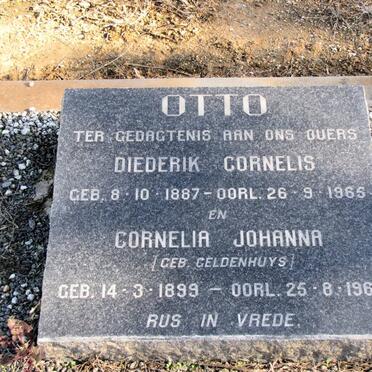 OTTO
TER GEDAGTENIS AAN ONS OUERS
DIEDERIK CORNELIS
GEB. 8 · 10 · 1887 – OORL. 26 · 9 · 1965
EN
CORNELIA JOHANNA
[GEB. GELDENHUYS]
GEB. 14 · 3 · 1899 – OORL. 25 · 8 ·
RUS IN VREDE.